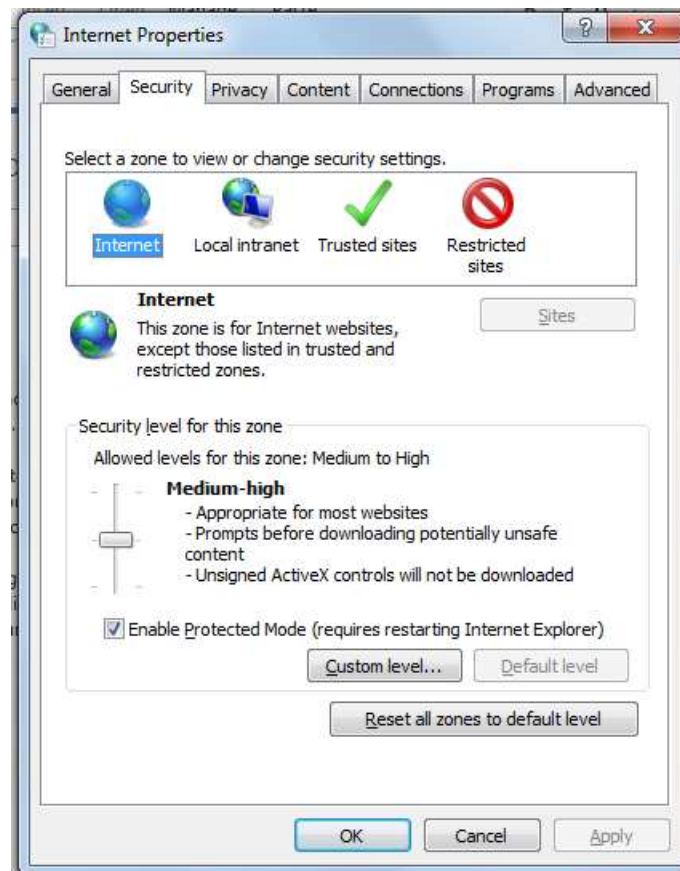 Internet Properties
General Security Privacy Content Connections Programs Advanced
Select a zone to view or change security settings.
Internet Local intranet Trusted sites Restricted
sites
Internet
This zone is for Internet websites,
except those listed in trusted and
restricted zones.
Sites
Security level for this zone
Allowed levels for this zone: Medium to High
Medium-high
- Appropriate for most websites
- Prompts before downloading potentially unsafe
content
- Unsigned ActiveX controls will not be downloaded
Enable Protected Mode (requires restarting Internet Explorer)
Custom level... Default level
Reset all zones to default level
OK Cancel Apply